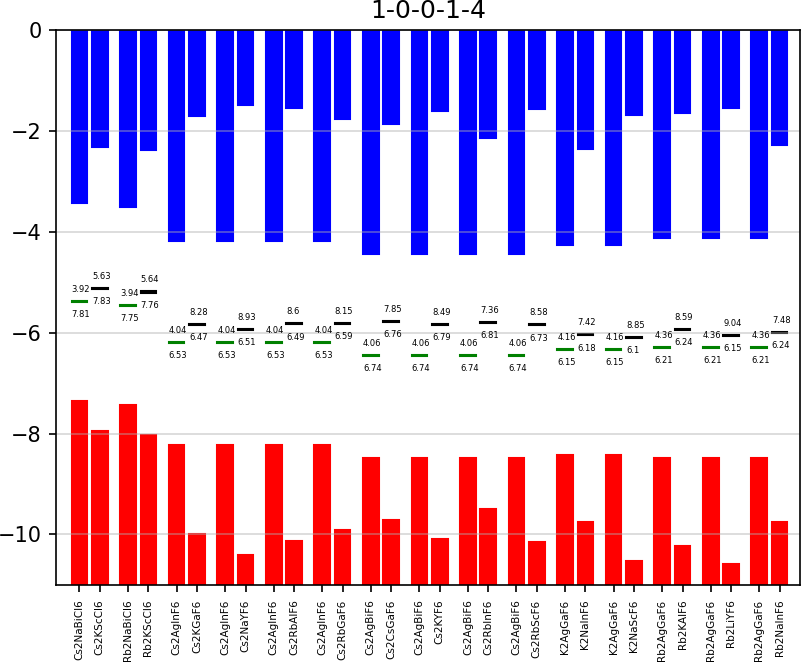 1-0-0-1-4
0
−2
−4
−6
−8
−10
3.92
7.81
5.63
7.83
3.94
7.75
5.64
7.76
4.04
6.53
8.28
6.47
4.04
6.53
8.93
6.51
4.04
6.53
8.6
6.49
4.04
6.53
8.15
6.59
4.06
6.74
7.85
6.76
4.06
6.74
8.49
6.79
4.06
6.74
7.36
6.81
4.06
6.74
8.58
6.73
4.16
6.15
7.42
6.18
4.16
6.15
8.85
6.1
4.36
6.21
8.59
6.24
4.36
6.21
9.04
6.15
4.36
6.21
7.48
6.24
Cs2NaBiCl6
Cs2KScCl6
Rb2NaBiCl6
Rb2KScCl6
Cs2AgInF6
Cs2KGaF6
Cs2AgInF6
Cs2NaYF6
Cs2AgInF6
Cs2RbAlF6
Cs2AgInF6
Cs2RbGaF6
Cs2AgBiF6
Cs2CsGaF6
Cs2AgBiF6
Cs2KYF6
Cs2AgBiF6
Cs2RbInF6
Cs2AgBiF6
Cs2RbScF6
K2AgGaF6
K2NaInF6
K2AgGaF6
K2NaScF6
Rb2AgGaF6
Rb2KAlF6
Rb2AgGaF6
Rb2LiYF6
Rb2AgGaF6
Rb2NaInF6